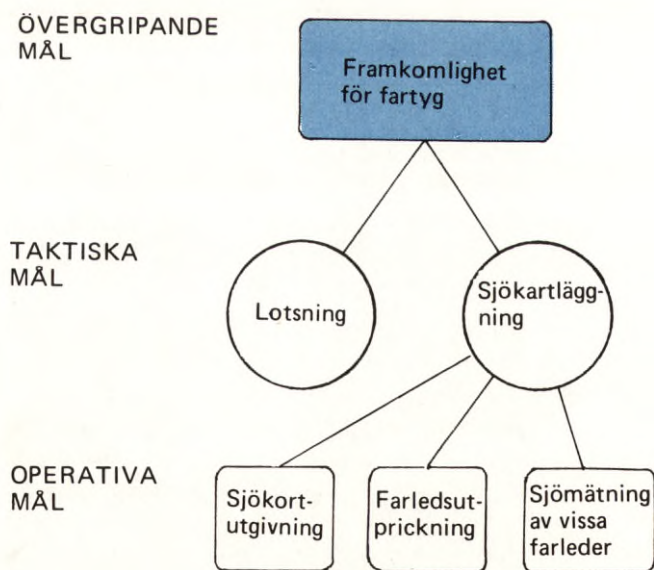 ÖVERGRIPANDE
MÅL
Framkomlighet
för fartyg
TAKTISKA
MÅL
Lotsning
Sjökartlägg-
ning
OPERATIVA
MÅL
Sjökort-
utgivning
Farledsut-
prickning
Sjömätning
av vissa
farleder